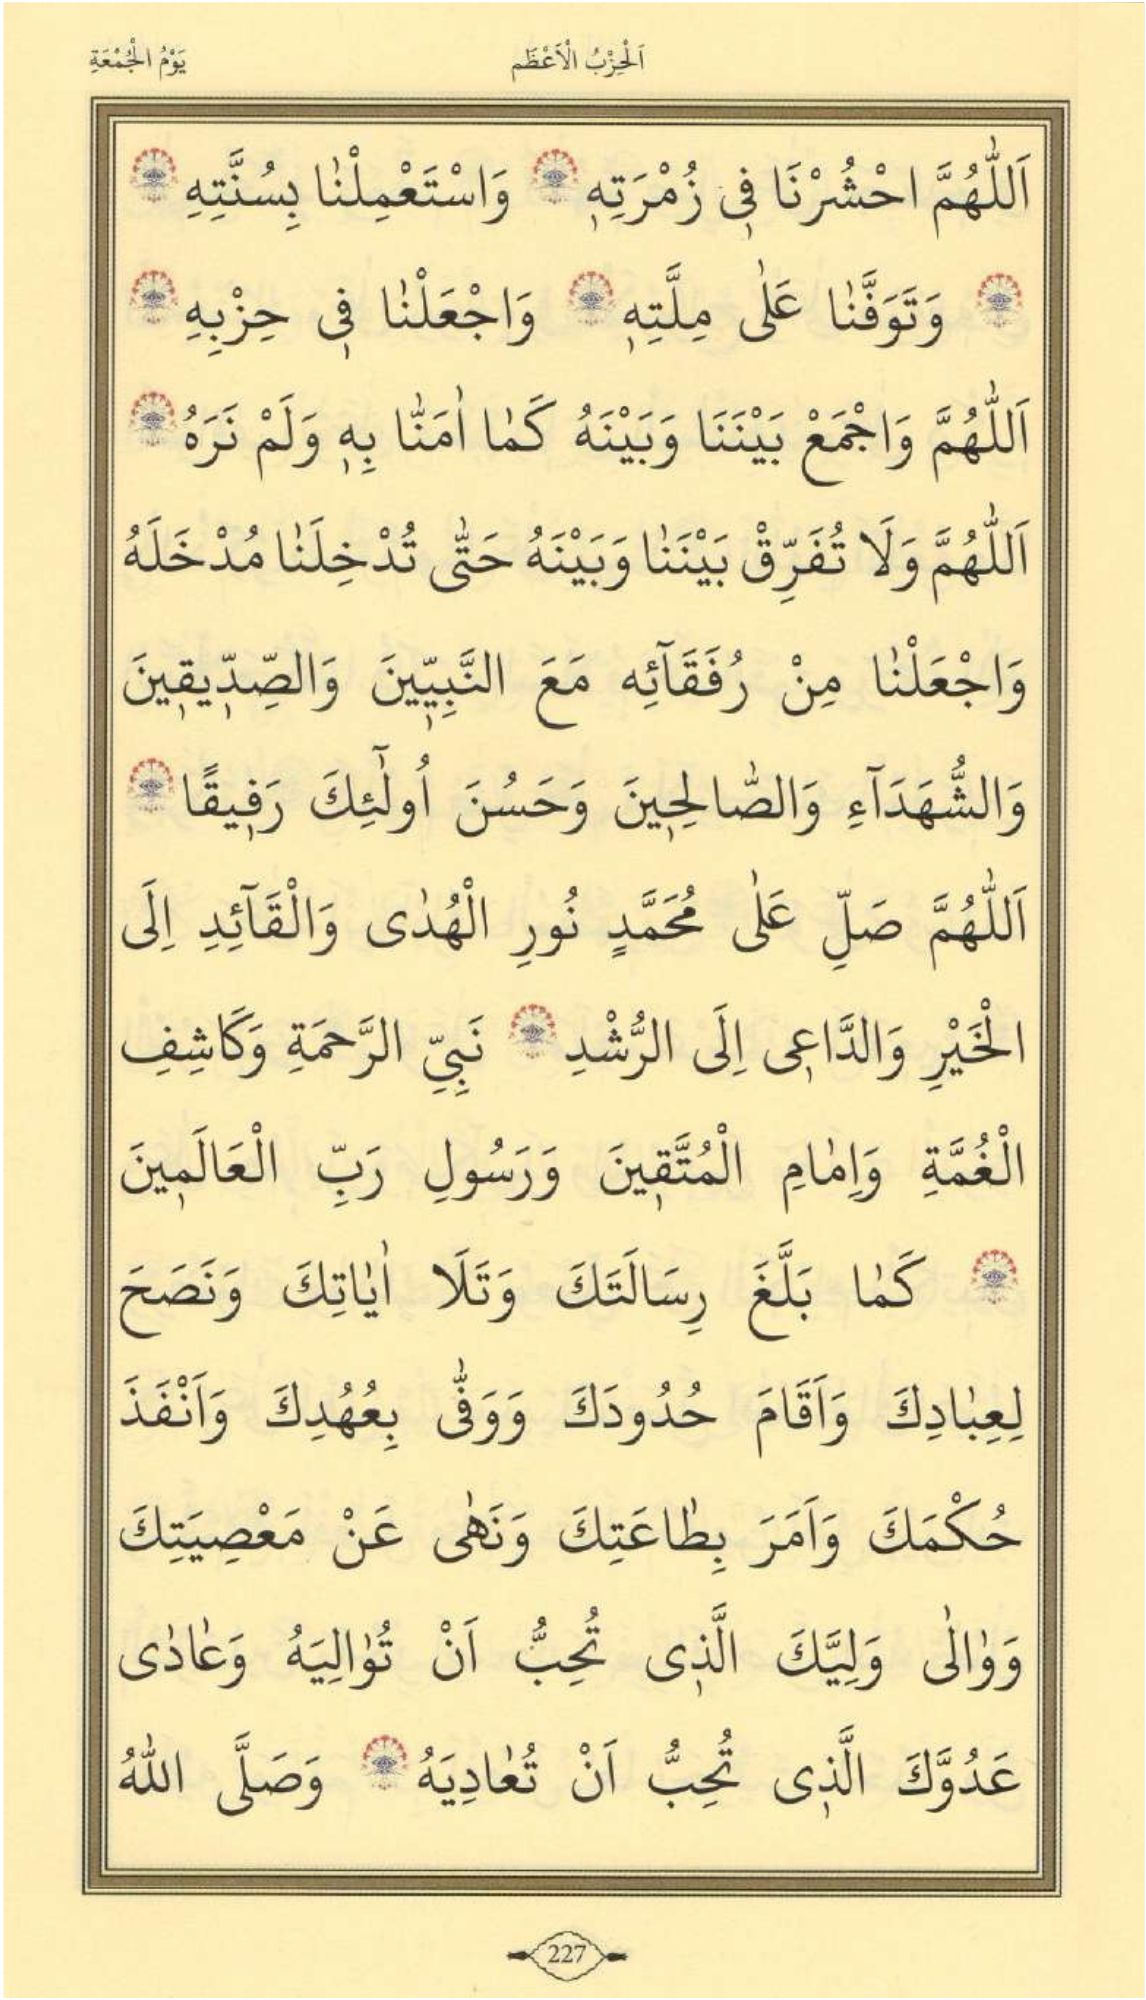 اَلْحِزْبُ الْاَعْظَم
يَوْمُ الْجُمْعَةِ
اَللّٰهُمَّ احْشُرْنَا فٖى زُمْرَتِهٖ وَاسْتَعْمِلْنٰا بِسُنَّتِهِ
وَتَوَفَّنٰا عَلٰى مِلَّتِهٖ وَاجْعَلْنٰا فٖى حِزْبِهِ
اَللّٰهُمَّ وَاجْمَعْ بَيْنَنَا وَبَيْنَهُ كَمٰا اٰمَنّٰا بِهٖ وَلَمْ نَرَهُ
اَللّٰهُمَّ وَلَا تُفَرِّقْ بَيْنَنٰا وَبَيْنَهُ حَتّٰى تُدْخِلَنٰا مُدْخَلَهُ
وَاجْعَلْنٰا مِنْ رُفَقَآئِه مَعَ النَّبِيّٖينَ وَالصِّدّٖيقٖينَ
وَالشُّهَدَآءِ وَالصّٰالِحٖينَ وَحَسُنَ اُولٰٓئِكَ رَفٖيقًا
اَللّٰهُمَّ صَلِّ عَلٰى مُحَمَّدٍ نُورِ الْهُدٰى وَالْقَآئِدِ اِلَى
الْخَيْرِ وَالدَّاعٖى اِلَى الرُّشْدِ نَبِيِّ الرَّحمَةِ وَكَاشِفِ
الْغُمَّةِ وَاِمٰامِ الْمُتَّقٖينَ وَرَسُولِ رَبِّ الْعَالَمٖينَ
كَمٰا بَلَّغَ رِسَالَتَكَ وَتَلَا اٰيٰاتِكَ وَنَصَحَ
لِعِبٰادِكَ وَاَقَامَ حُدُودَكَ وَوَفّٰى بِعُهُدِكَ وَاَنْفَذَ
حُكْمَكَ وَاَمَرَ بِطٰاعَتِكَ وَنَهٰى عَنْ مَعْصِيَتِكَ
وَوٰالٰى وَلِيَّكَ الَّذٖى تُحِبُّ اَنْ تُوٰالِيَهُ وَعٰادٰى
عَدُوَّكَ الَّذٖى تُحِبُّ اَنْ تُعٰادِيَهُ وَصَلَّى اللّٰهُ
227